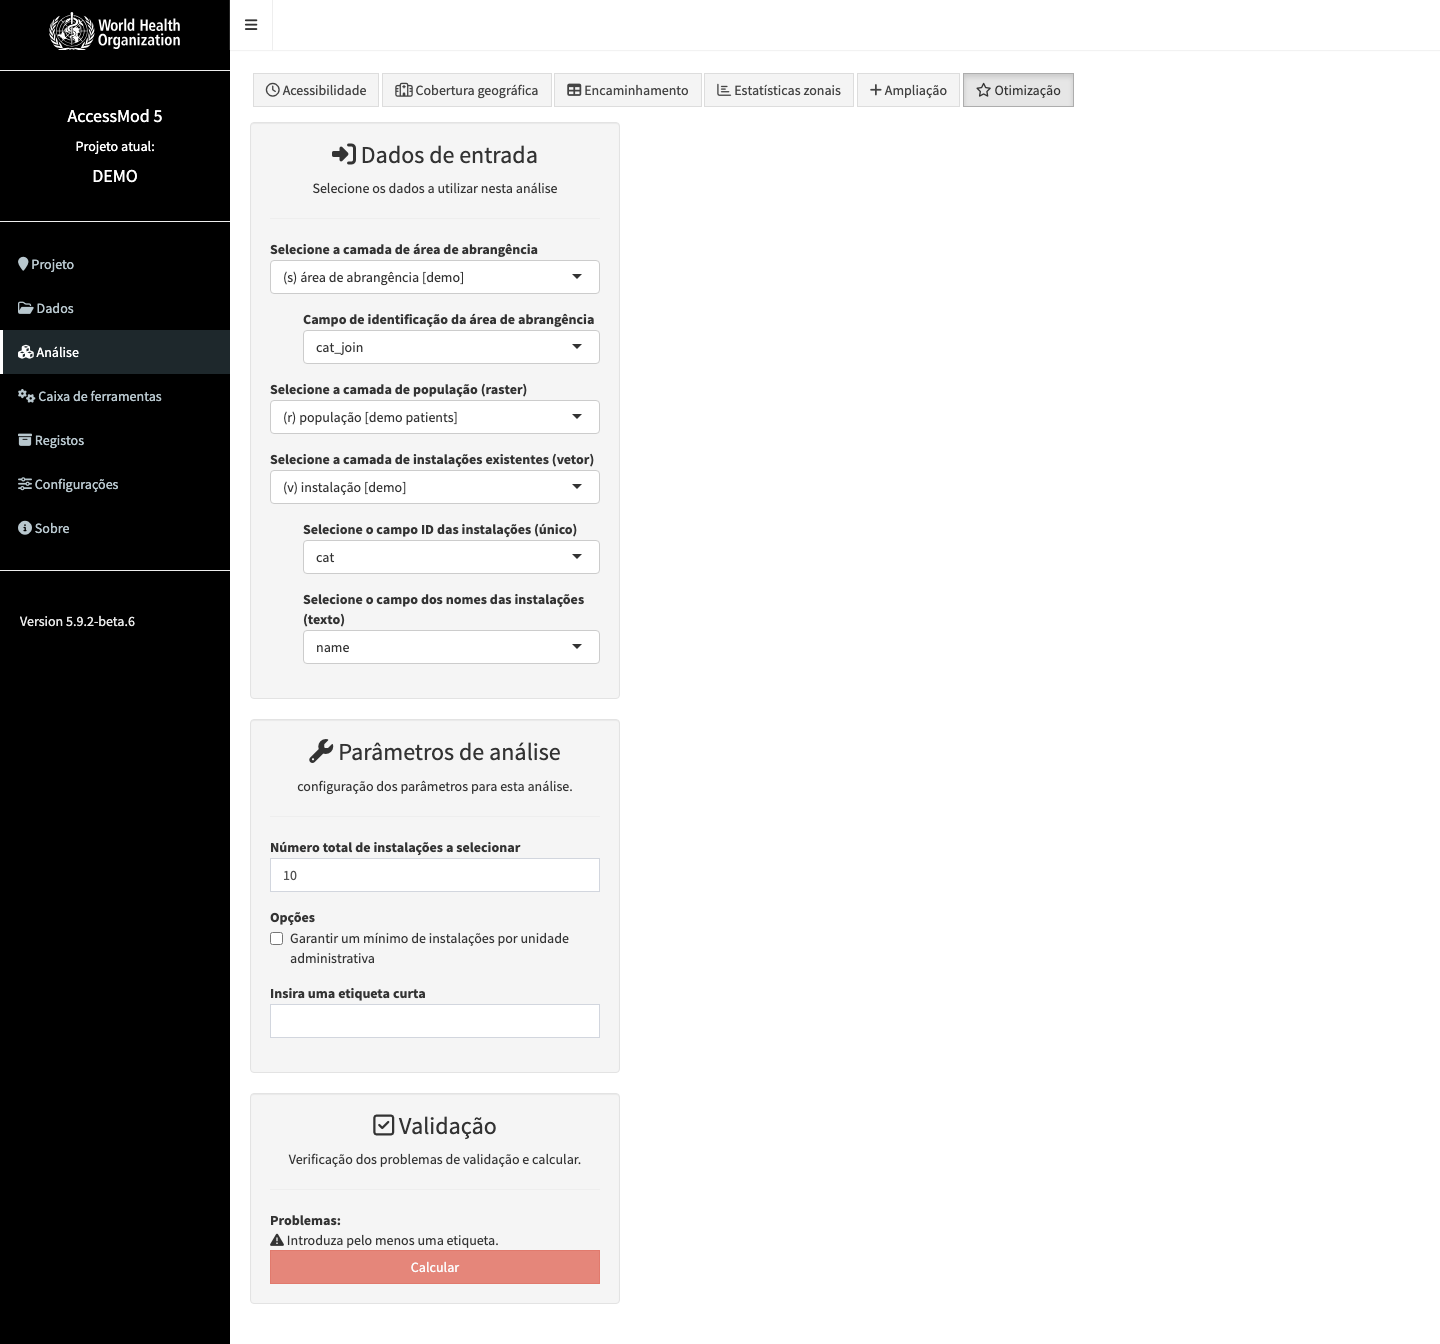 World Health
Organization
AccessMod 5
Projeto atual:
DEMO
Projeto
Dados
Análise
Caixa de ferramentas
Registos
Configurações
Sobre
Version 5.9.2-beta.6
Acessibilidade
Cobertura geográfica
Encaminhamento
Estatísticas zonais
Ampliação
Otimização
Dados de entrada
Selecione os dados a utilizar nesta análise
Selecione a camada de área de abrangência
(s) área de abrangência [demo]
Campo de identificação da área de abrangência
cat_join
Selecione a camada de população (raster)
(r) população [demo patients]
Selecione a camada de instalações existentes (vetor)
(v) instalação [demo]
Selecione o campo ID das instalações (único)
cat
Selecione o campo dos nomes das instalações
(texto)
name
Parâmetros de análise
configuração dos parâmetros para esta análise.
Número total de instalações a selecionar
10
Opções
Garantir um mínimo de instalações por unidade
administrativa
Insira uma etiqueta curta
Validação
Verificação dos problemas de validação e calcular.
Problemas:
Introduza pelo menos uma etiqueta.
Calcular